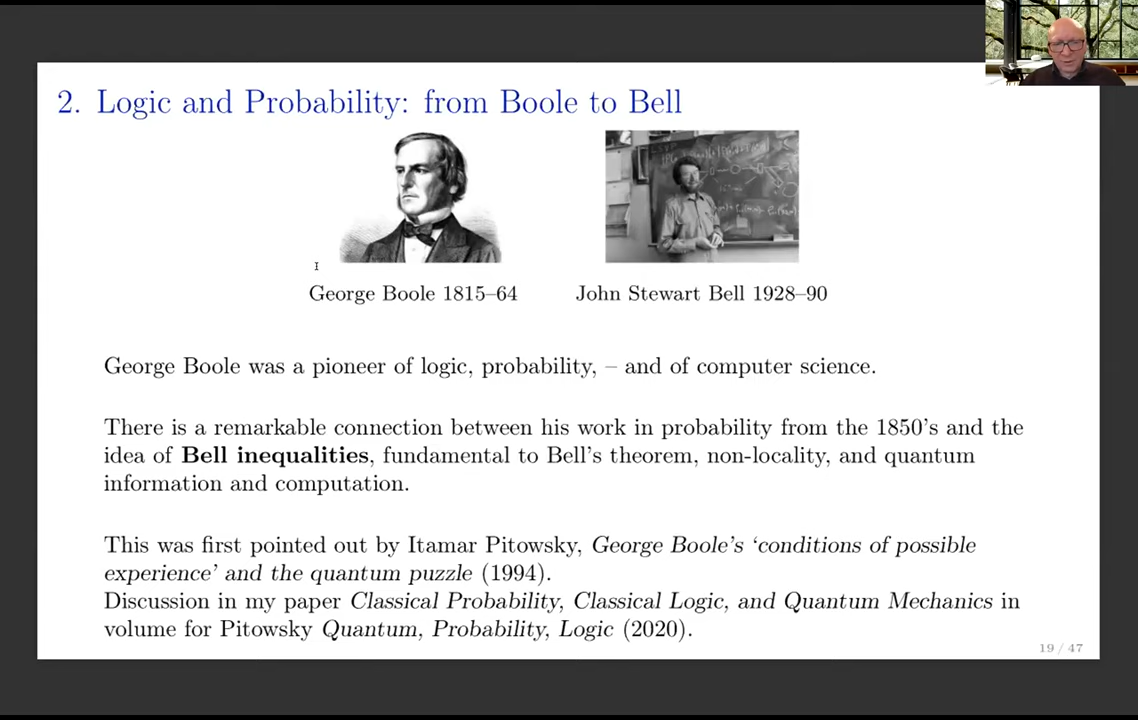 2. Logic and Probability: from Boole to Bell
George Boole 1815–64
John Stewart Bell 1928–90
George Boole was a pioneer of logic, probability, – and of computer science.
There is a remarkable connection between his work in probability from the 1850's and the
idea of Bell inequalities, fundamental to Bell's theorem, non-locality, and quantum
information and computation.
This was first pointed out by Itamar Pitowsky, George Boole's ‘conditions of possible
experience’ and the quantum puzzle (1994).
Discussion in my paper Classical Probability, Classical Logic, and Quantum Mechanics in
volume for Pitowsky Quantum, Probability, Logic (2020).
19 / 47